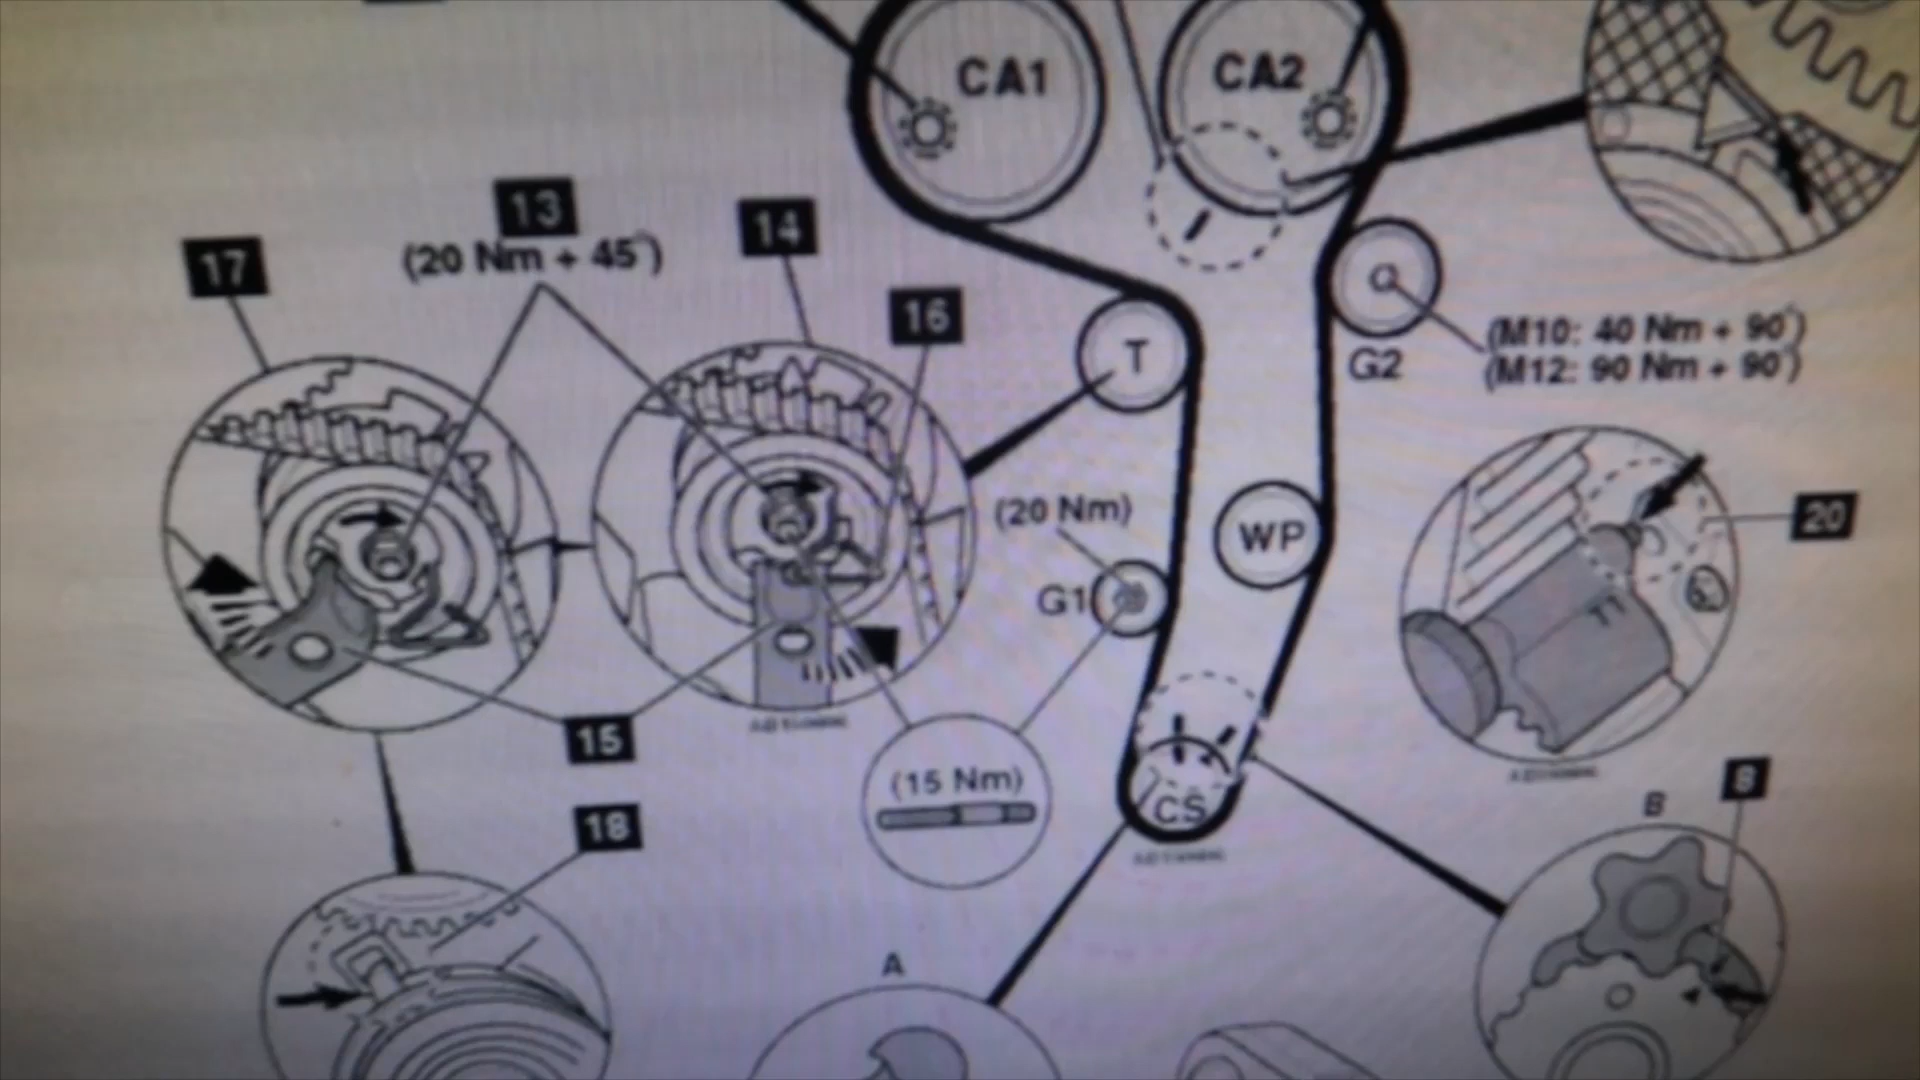 CA1
CA2
13
(20 Nm + 45°)
14
17
16
T
G2
(M10: 40 Nm + 90°)
(M12: 90 Nm + 90°)
(20 Nm)
WP
20
G1
15
(15 Nm)
CS
18
B
8
A